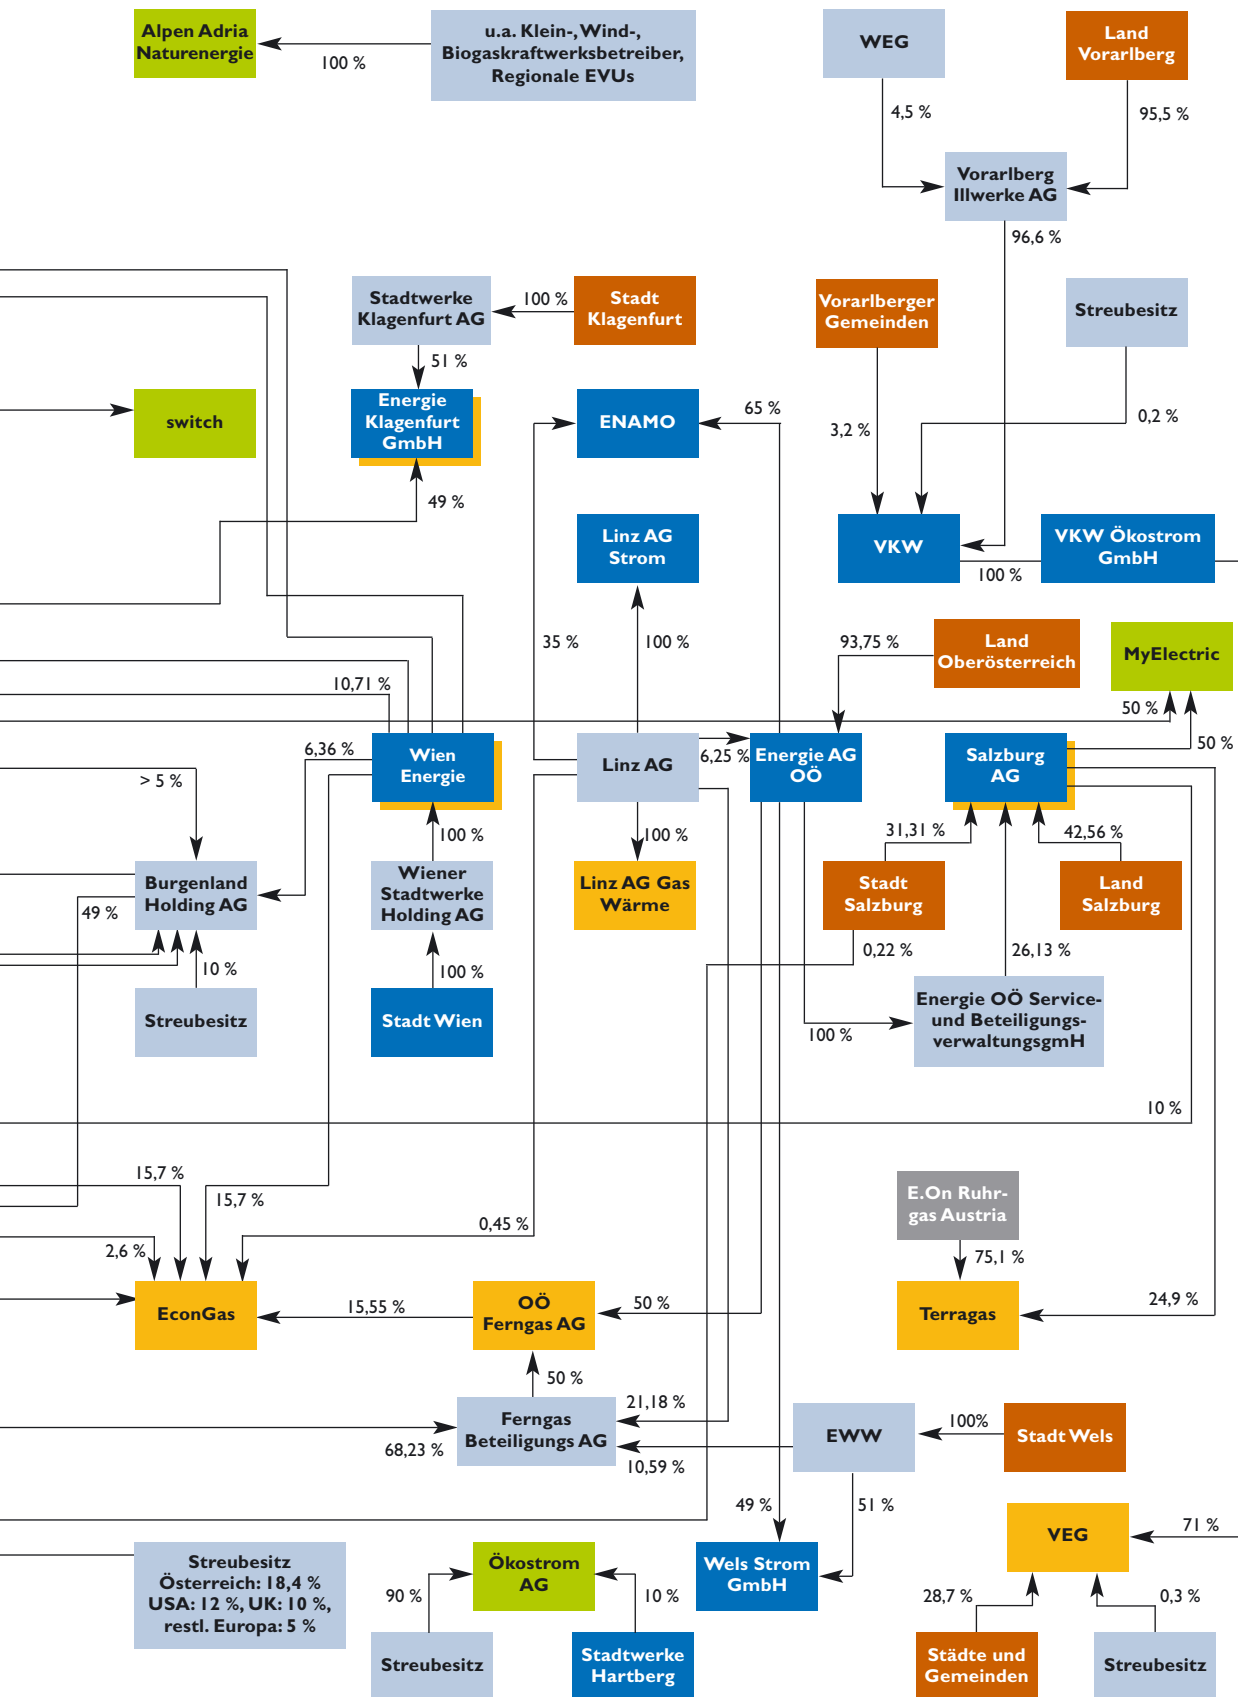 Alpen Adria
Naturenergie
100 %
u.a. Klein-, Wind-,
Biogaskraftwerksbetreiber,
Regionale EVUs
WEG
Land
Vorarlberg
4,5 %
95,5 %
Vorarlberg
Illwerke AG
96,6 %
Stadtwerke
Klagenfurt AG
100 %
Stadt
Klagenfurt
Vorarlberger
Gemeinden
Streubesitz
51 %
switch
Energie
Klagenfurt
GmbH
ENAMO
65 %
3,2 %
0,2 %
49 %
Linz AG
Strom
VKW
100 %
VKW Ökostrom
GmbH
35 %
100 %
93,75 %
Land
Oberösterreich
MyElectric
10,71 %
50 %
50 %
6,36 %
Wien
Energie
Linz AG
6,25 %
Energie AG
OÖ
Salzburg
AG
> 5 %
100 %
100 %
31,31 %
42,56 %
Burgenland
Holding AG
49 %
Wiener
Stadtwerke
Holding AG
Linz AG Gas
Wärme
Stadt
Salzburg
Land
Salzburg
10 %
100 %
0,22 %
26,13 %
Streubesitz
Stadt Wien
100 %
Energie OÖ Service-
und Beteiligungs-
verwaltungsgmH
10 %
15,7 %
15,7 %
0,45 %
2,6 %
E.On Ruhr-
gas Austria
75,1 %
EconGas
15,55 %
OÖ
Ferngas AG
50 %
Terragas
24,9 %
50 %
68,23 %
Ferngas
Beteiligungs AG
21,18 %
10,59 %
EWW
100%
Stadt Wels
49 %
51 %
VEG
71 %
Streubesitz
Österreich: 18,4 %
USA: 12 %, UK: 10 %,
restl. Europa: 5 %
Ökostrom
AG
Wels Strom
GmbH
90 %
10 %
28,7 %
0,3 %
Streubesitz
Stadtwerke
Hartberg
Städte und
Gemeinden
Streubesitz